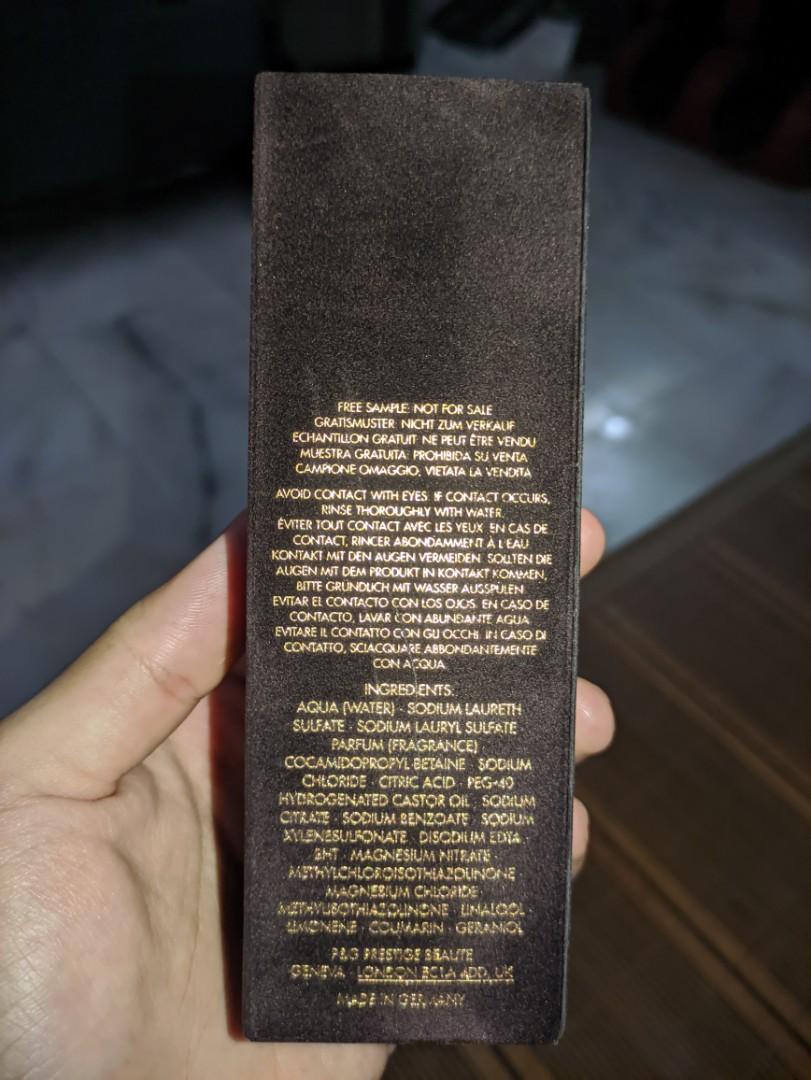 FREE SAMPLE. NOT FOR SALE
GRATISMUSTER. NICHT ZUM VERKAUF
ECHANTILLON GRATUIT. NE PEUT ÊTRE VENDU
MUESTRA GRATUITA. PROHIBIDA SU VENTA
CAMPIONE OMAGGIO, VIETATA LA VENDITA
AVOID CONTACT WITH EYES. IF CONTACT OCCURS,
RINSE THOROUGHLY WITH WATER.
ÉVITER TOUT CONTACT AVEC LES YEUX. EN CAS DE
CONTACT, RINCER ABONDAMMENT À L'EAU.
KONTAKT MIT DEN AUGEN VERMEIDEN. SOLLTEN DIE
AUGEN MIT DEM PRODUKT IN KONTAKT KOMMEN,
BITTE GRÜNDLICH MIT WASSER AUSSPÜLEN.
EVITAR EL CONTACTO CON LOS OJOS. EN CASO DE
CONTACTO, LAVAR CON ABUNDANTE AGUA.
EVITARE IL CONTATTO CON GLI OCCHI. IN CASO DI
CONTATTO, SCIACQUARE ABBONDANTEMENTE
CON ACQUA.
INGREDIENTS:
AQUA (WATER) · SODIUM LAURETH
SULFATE · SODIUM LAURYL SULFATE
PARFUM (FRAGRANCE)
COCAMIDOPROPYL BETAINE · SODIUM
CHLORIDE · CITRIC ACID · PEG-40
HYDROGENATED CASTOR OIL · SODIUM
CITRATE · SODIUM BENZOATE · SODIUM
XYLENESULFONATE · DISODIUM EDTA
BHT · MAGNESIUM NITRATE
METHYLCHLOROISOTHIAZOLINONE
MAGNESIUM CHLORIDE
METHYLISOTHIAZOLINONE · LINALOOL
LIMONENE · COUMARIN · GERANIOL
P&G PRESTIGE BEAUTE
GENEVA · LONDON EC1A 4DD, UK
MADE IN GERMANY